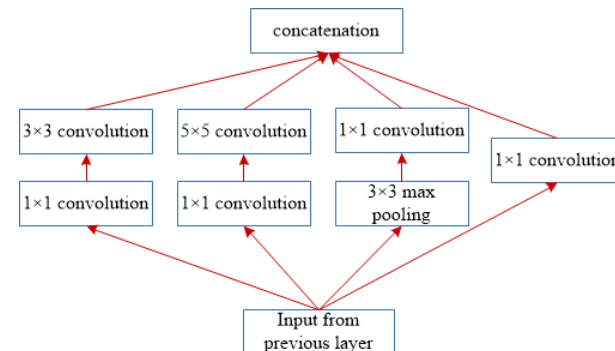 concatenation
3×3 convolution
5×5 convolution
1×1 convolution
1×1 convolution
1×1 convolution
1×1 convolution
3×3 max
pooling
Input from
previous layer